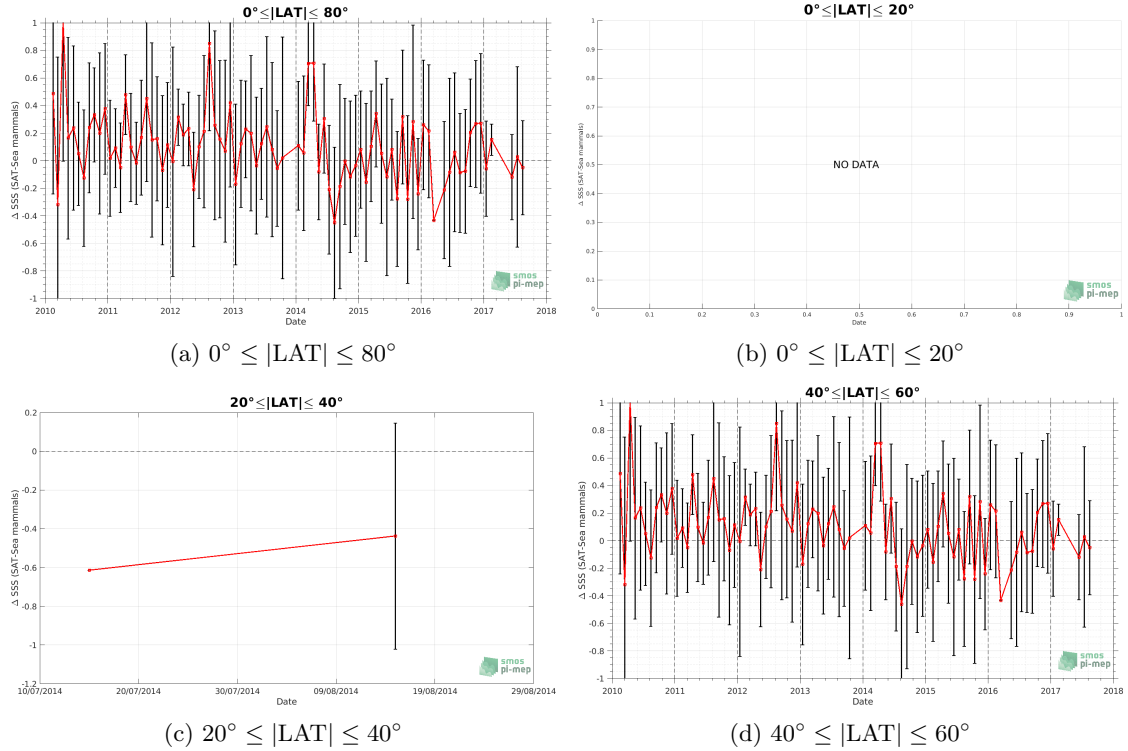 0°≤|LAT|≤ 80°
Δ SSS (SAT-Sea mammals)
1
0.8
0.6
0.4
0.2
0
-0.2
-0.4
-0.6
-0.8
-1
2010 2011 2012 2013 2014 2015 2016 2017 2018
Date
smos
pi-mep
(a) 0° ≤ |LAT| ≤ 80°
0°≤|LAT|≤ 20°
Δ SSS (SAT-Sea mammals)
1
0.9
0.8
0.7
0.6
0.5
0.4
0.3
0.2
0.1
0
NO DATA
0 0.1 0.2 0.3 0.4 0.5 0.6 0.7 0.8 0.9 1
Date
smos
pi-mep
(b) 0° ≤ |LAT| ≤ 20°
20°≤|LAT|≤ 40°
Δ SSS (SAT-Sea mammals)
0.2
0
-0.2
-0.4
-0.6
-0.8
-1
-1.2
10/07/2014 20/07/2014 30/07/2014 09/08/2014 19/08/2014 29/08/2014
Date
smos
pi-mep
(c) 20° ≤ |LAT| ≤ 40°
40°≤|LAT|≤ 60°
Δ SSS (SAT-Sea mammals)
1
0.8
0.6
0.4
0.2
0
-0.2
-0.4
-0.6
-0.8
-1
2010 2011 2012 2013 2014 2015 2016 2017 2018
Date
smos
pi-mep
(d) 40° ≤ |LAT| ≤ 60°